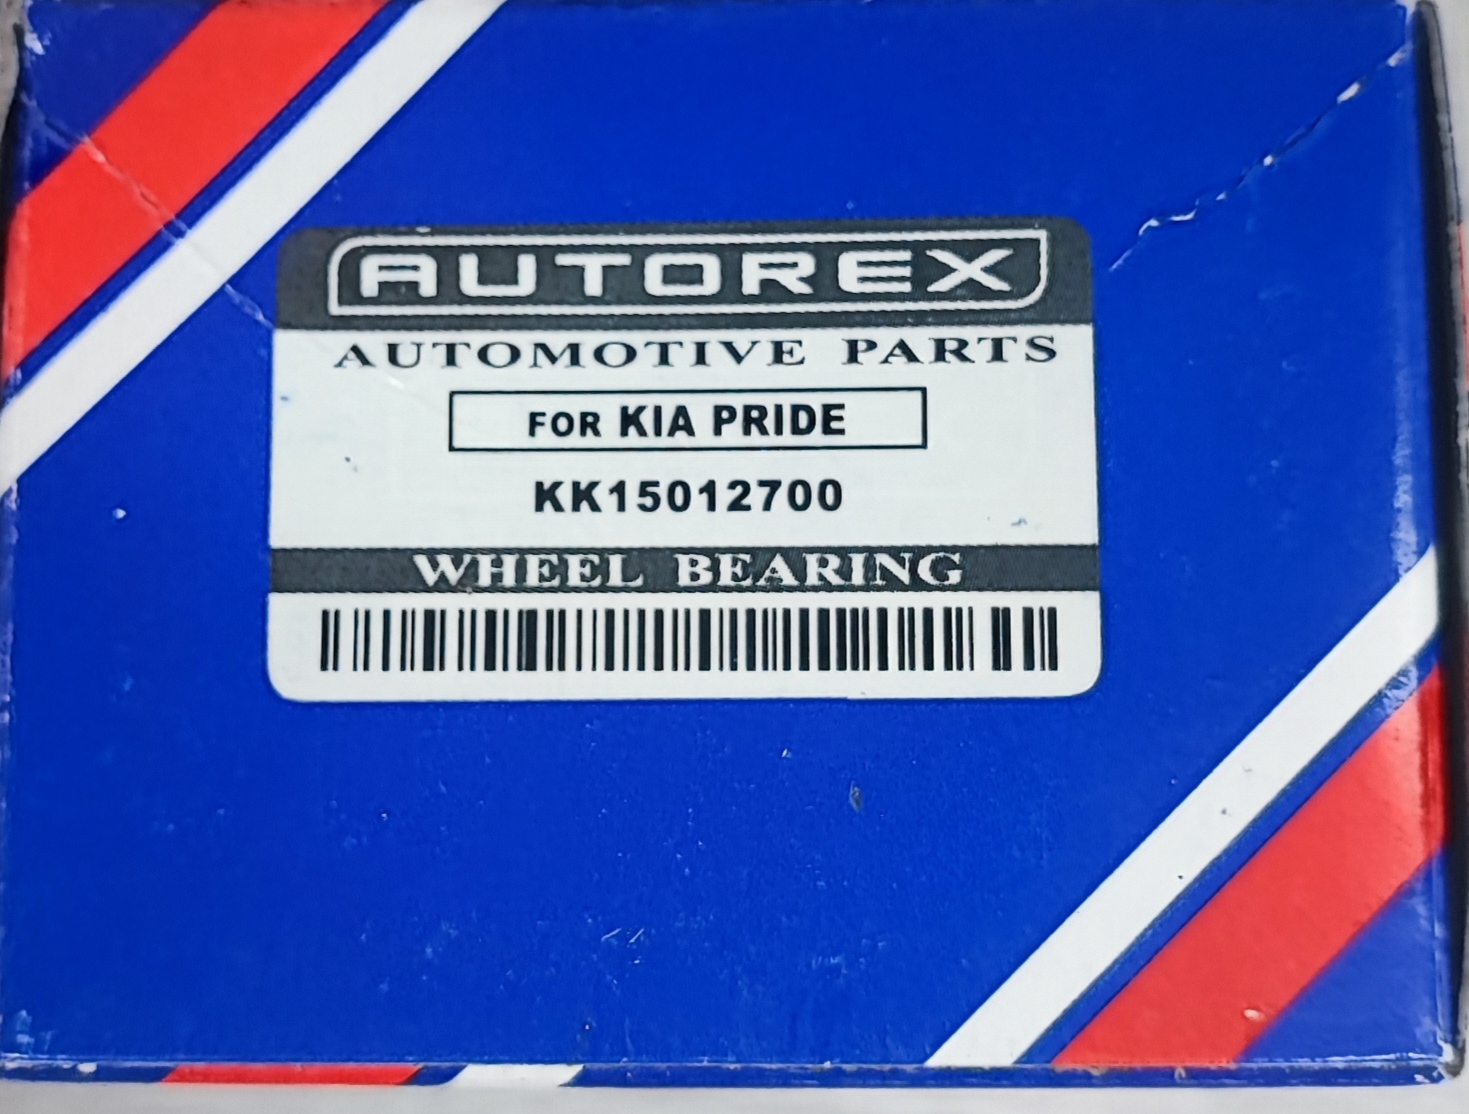 AUTOREX
AUTOMOTIVE PARTS
FOR KIA PRIDE
KK15012700
WHEEL BEARING